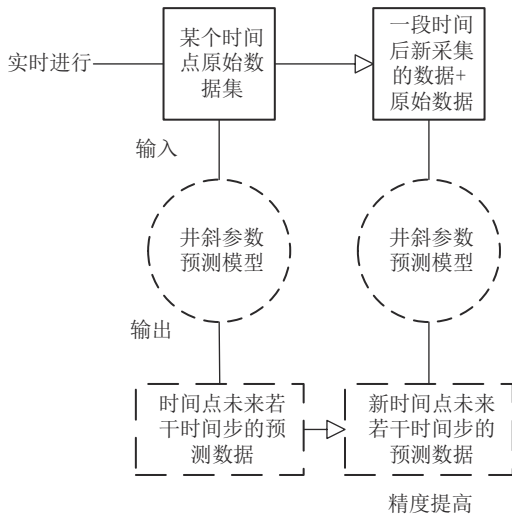 实时进行
某个时间
点原始数
据集
一段时间
后新采集
的数据+
原始数据
输入
井斜参数
预测模型
井斜参数
预测模型
输出
时间点未来若
干时间步的预
测数据
新时间点未来
若干时间步的
预测数据
精度提高